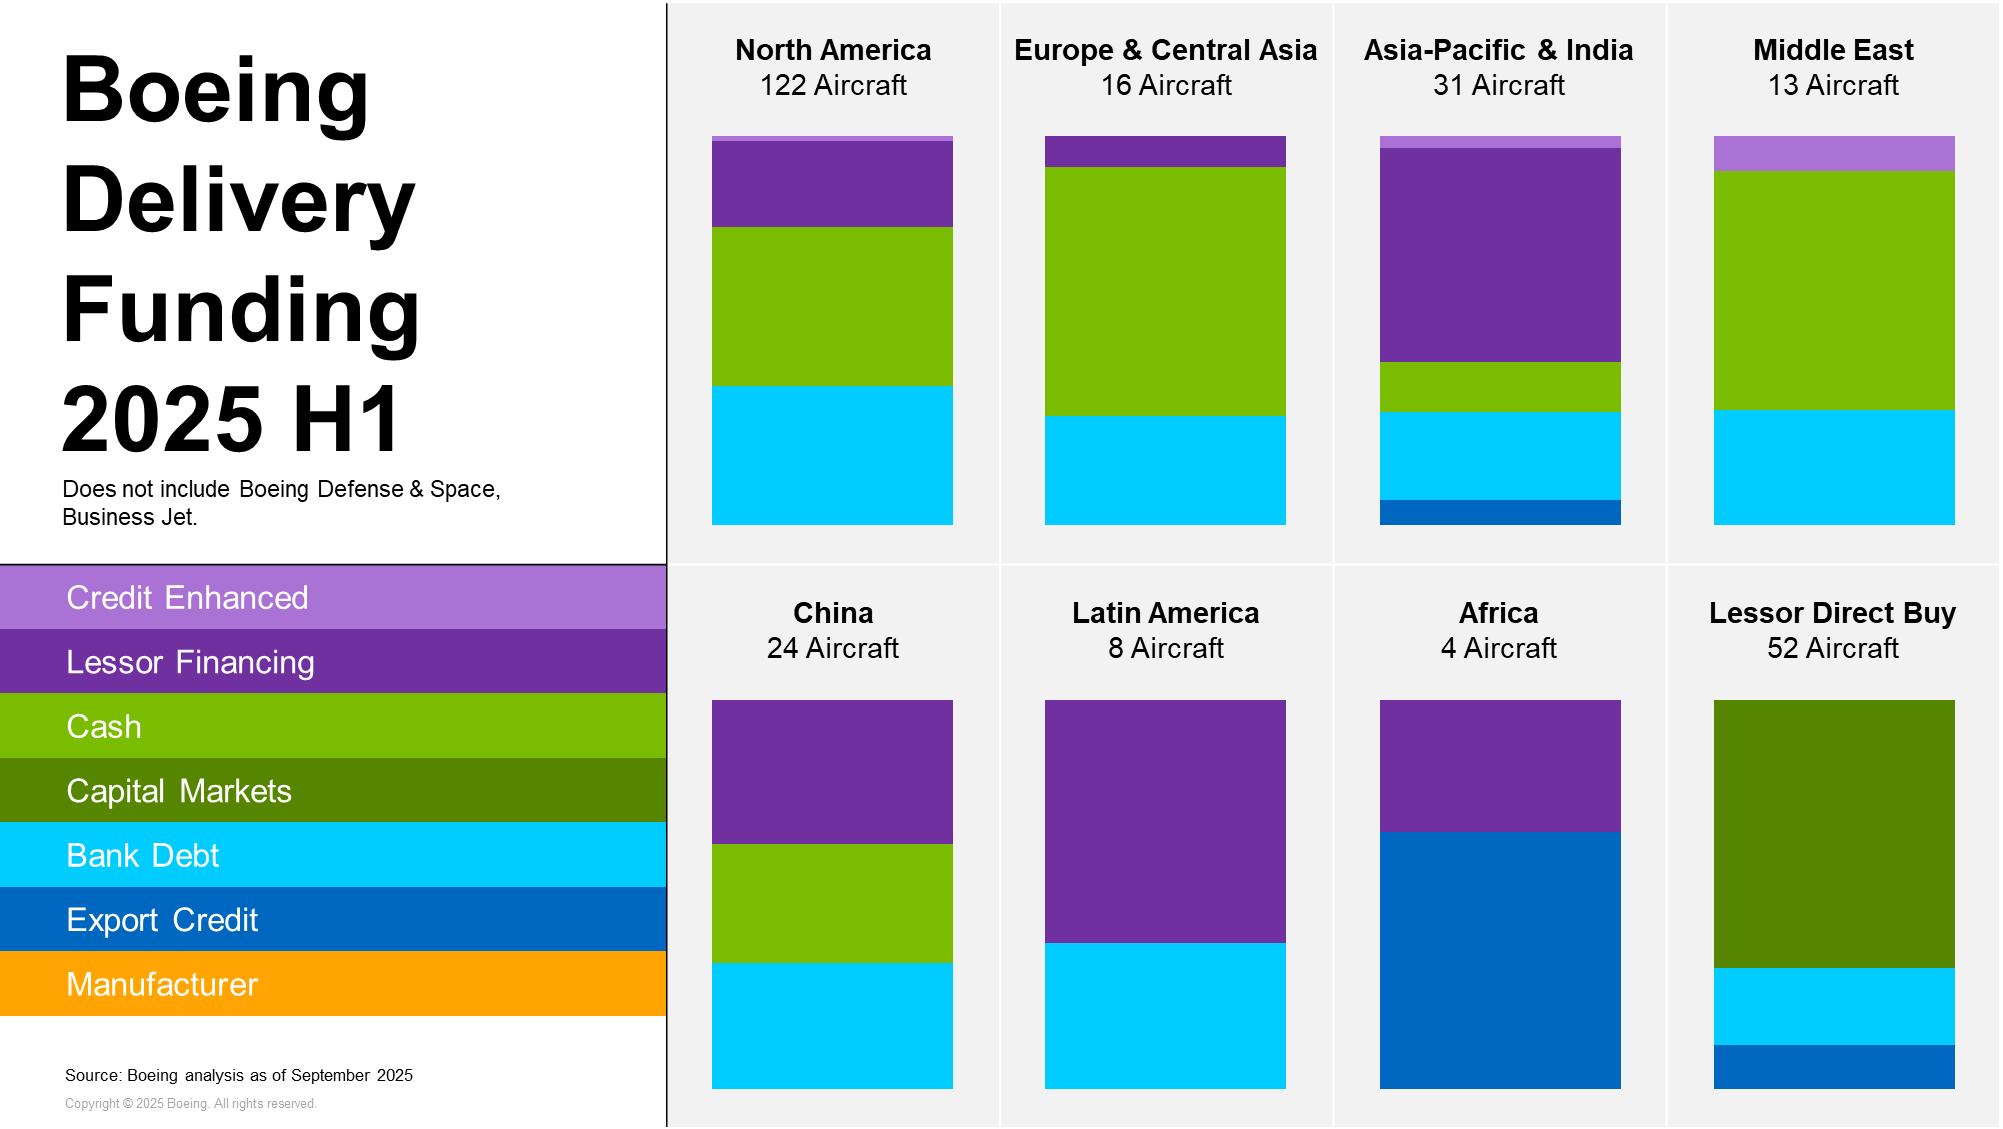 Boeing
Delivery
Funding
2025 H1
Does not include Boeing Defense & Space,
Business Jet.
Credit Enhanced
Lessor Financing
Cash
Capital Markets
Bank Debt
Export Credit
Manufacturer
Source: Boeing analysis as of September 2025
Copyright © 2025 Boeing. All rights reserved.
North America
122 Aircraft
Europe & Central Asia
16 Aircraft
Asia-Pacific & India
31 Aircraft
Middle East
13 Aircraft
China
24 Aircraft
Latin America
8 Aircraft
Africa
4 Aircraft
Lessor Direct Buy
52 Aircraft